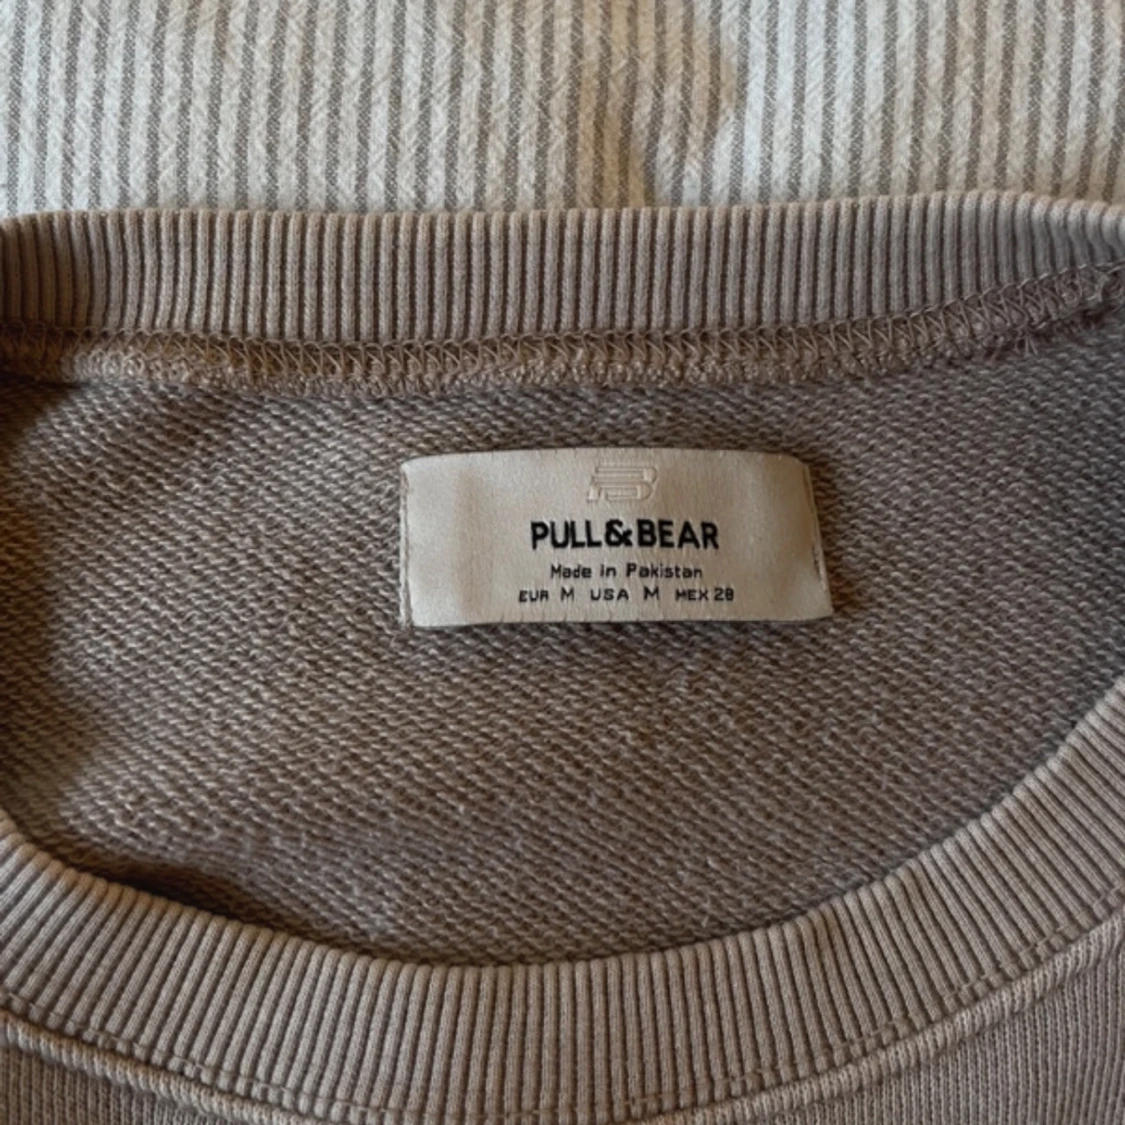 PULL&BEAR
Made in Pakistan
EUR M USA M MEX 28